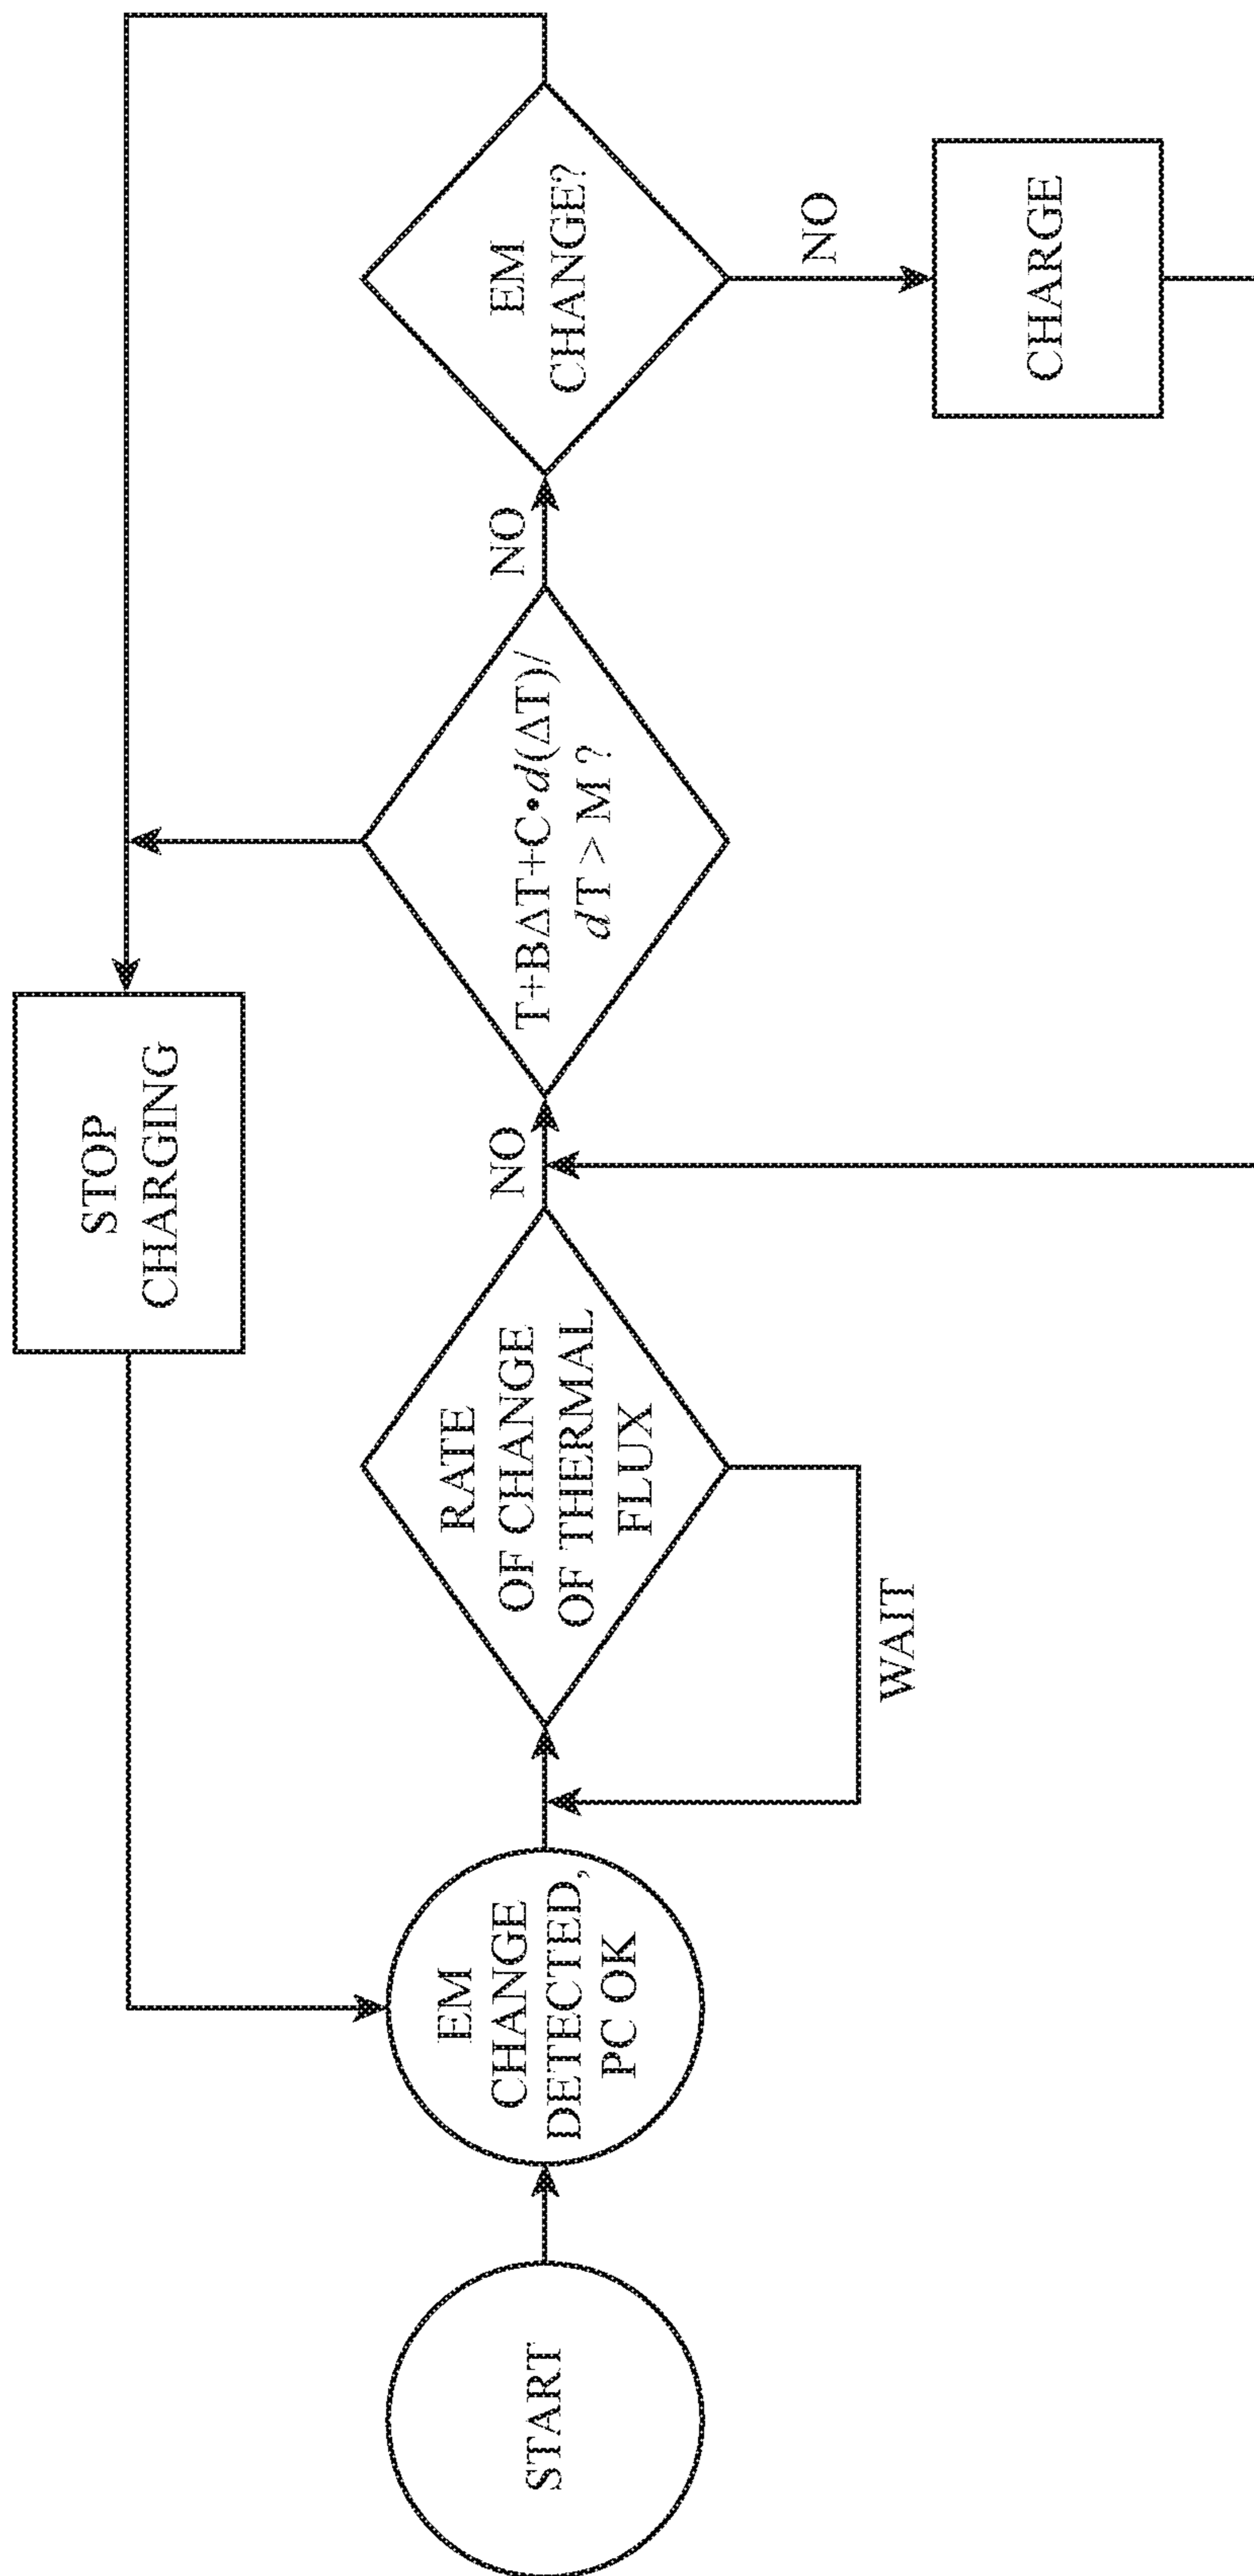 START
EM
CHANGE
DETECTED,
PC OK
RATE
OF CHANGE
OF THERMAL
FLUX
WAIT
NO
T+BΔT+C•d(ΔT)/
dT > M ?
NO
EM
CHANGE?
NO
CHARGE
STOP
CHARGING